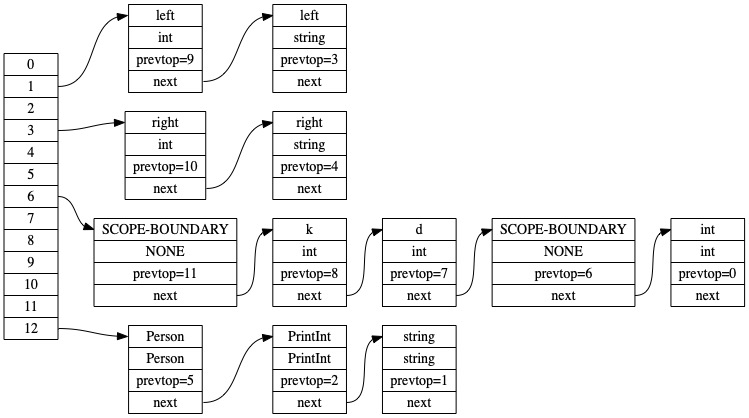 0
1
2
3
4
5
6
7
8
9
10
11
12
left
int
prevtop=9
next
left
string
prevtop=3
next
right
int
prevtop=10
next
right
string
prevtop=4
next
SCOPE-BOUNDARY
NONE
prevtop=11
next
k
int
prevtop=8
next
d
int
prevtop=7
next
SCOPE-BOUNDARY
NONE
prevtop=6
next
int
int
prevtop=0
next
Person
Person
prevtop=5
next
PrintInt
PrintInt
prevtop=2
next
string
string
prevtop=1
next